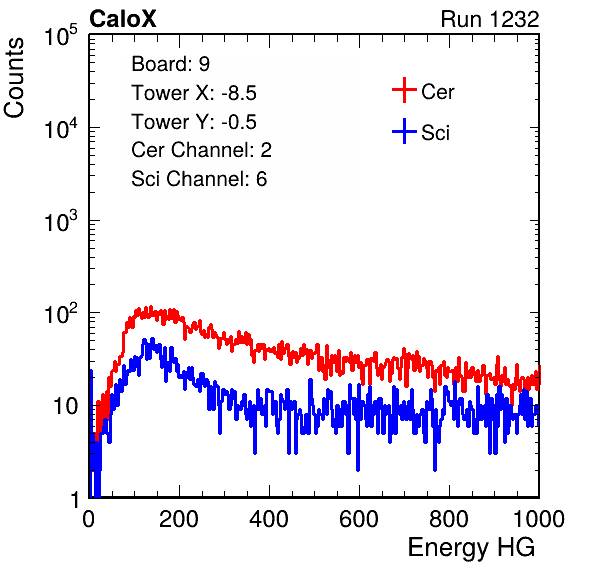 CaloX Run 1232
Counts
Board: 9
Tower X: -8.5
Tower Y: -0.5
Cer Channel: 2
Sci Channel: 6
Cer
Sci
10^5
10^4
10^3
10^2
10
1
0 200 400 600 800 1000
Energy HG